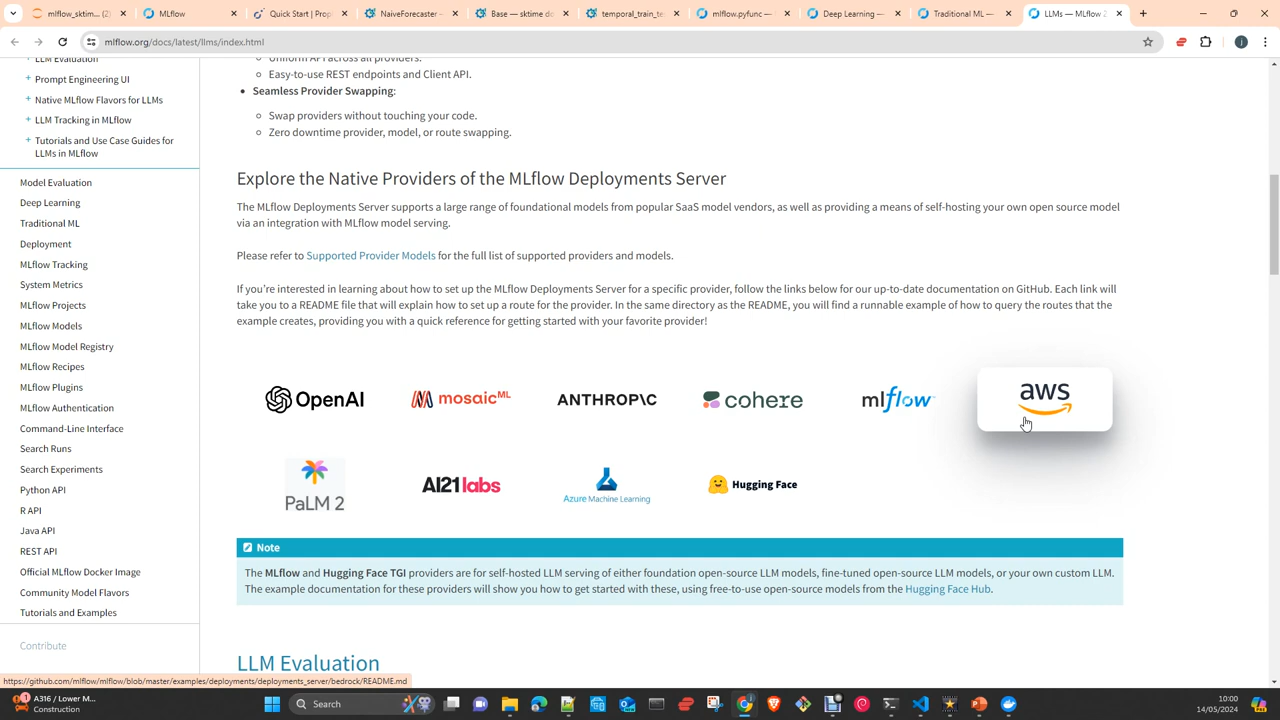 mlflow_sktim... (2)
MLflow
Quick Start | Prop
NaiveForecaster —
Base — sktime do
temporal_train_te
mlflow.pyfunc —
Deep Learning —
Traditional ML —
LLMs — MLflow 2
mlflow.org/docs/latest/llms/index.html
LLM Evaluation
Prompt Engineering UI
Native MLflow Flavors for LLMs
LLM Tracking in MLflow
Tutorials and Use Case Guides for
LLMs in MLflow
Model Evaluation
Deep Learning
Traditional ML
Deployment
MLflow Tracking
System Metrics
MLflow Projects
MLflow Models
MLflow Model Registry
MLflow Recipes
MLflow Plugins
MLflow Authentication
Command-Line Interface
Search Runs
Search Experiments
Python API
R API
Java API
REST API
Official MLflow Docker Image
Community Model Flavors
Tutorials and Examples
Contribute
Uniform API across all providers.
Easy-to-use REST endpoints and Client API.
Seamless Provider Swapping:
Swap providers without touching your code.
Zero downtime provider, model, or route swapping.
Explore the Native Providers of the MLflow Deployments Server
The MLflow Deployments Server supports a large range of foundational models from popular SaaS model vendors, as well as providing a means of self-hosting your own open source model
via an integration with MLflow model serving.
Please refer to Supported Provider Models for the full list of supported providers and models.
If you're interested in learning about how to set up the MLflow Deployments Server for a specific provider, follow the links below for our up-to-date documentation on GitHub. Each link will
take you to a README file that will explain how to set up a route for the provider. In the same directory as the README, you will find a runnable example of how to query the routes that the
example creates, providing you with a quick reference for getting started with your favorite provider!
OpenAI
mosaicML
ANTHROP\C
cohere
mlflow
aws
PaLM 2
AI21labs
Azure Machine Learning
Hugging Face
Note
The MLflow and Hugging Face TGI providers are for self-hosted LLM serving of either foundation open-source LLM models, fine-tuned open-source LLM models, or your own custom LLM.
The example documentation for these providers will show you how to get started with these, using free-to-use open-source models from the Hugging Face Hub.
LLM Evaluation
https://github.com/mlflow/mlflow/blob/master/examples/deployments/deployments_server/bedrock/README.md
A316 / Lower M...
Construction
Search
10:00
14/05/2024